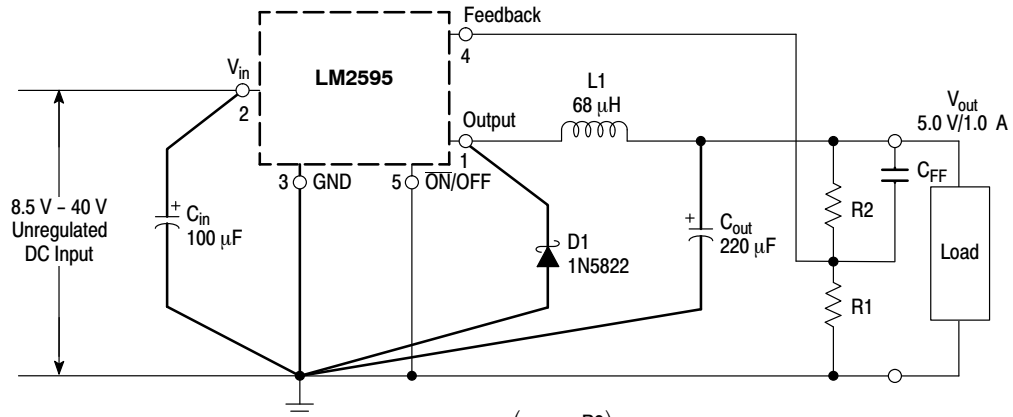 Feedback
4
LM2595
V_in
2
L1
68 μH
Output
1
V_out
5.0 V/1.0 A
3 GND
5 O̅N̅/OFF
C_FF
8.5 V – 40 V
Unregulated
DC Input
+
C_in
100 μF
R2
+
C_out
220 μF
D1
1N5822
Load
R1